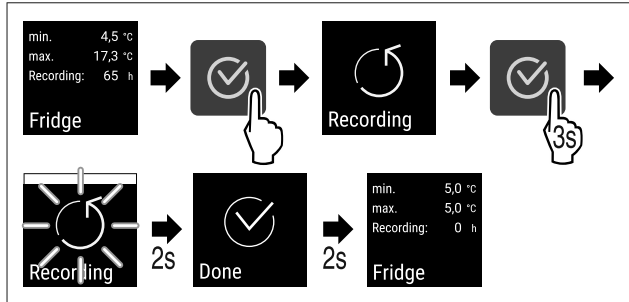 min. 4,5 °C
max. 17,3 °C
Recording: 65 h
Fridge
Recording
3s
Recording
2s
Done
2s
min. 5,0 °C
max. 5,0 °C
Recording: 0 h
Fridge